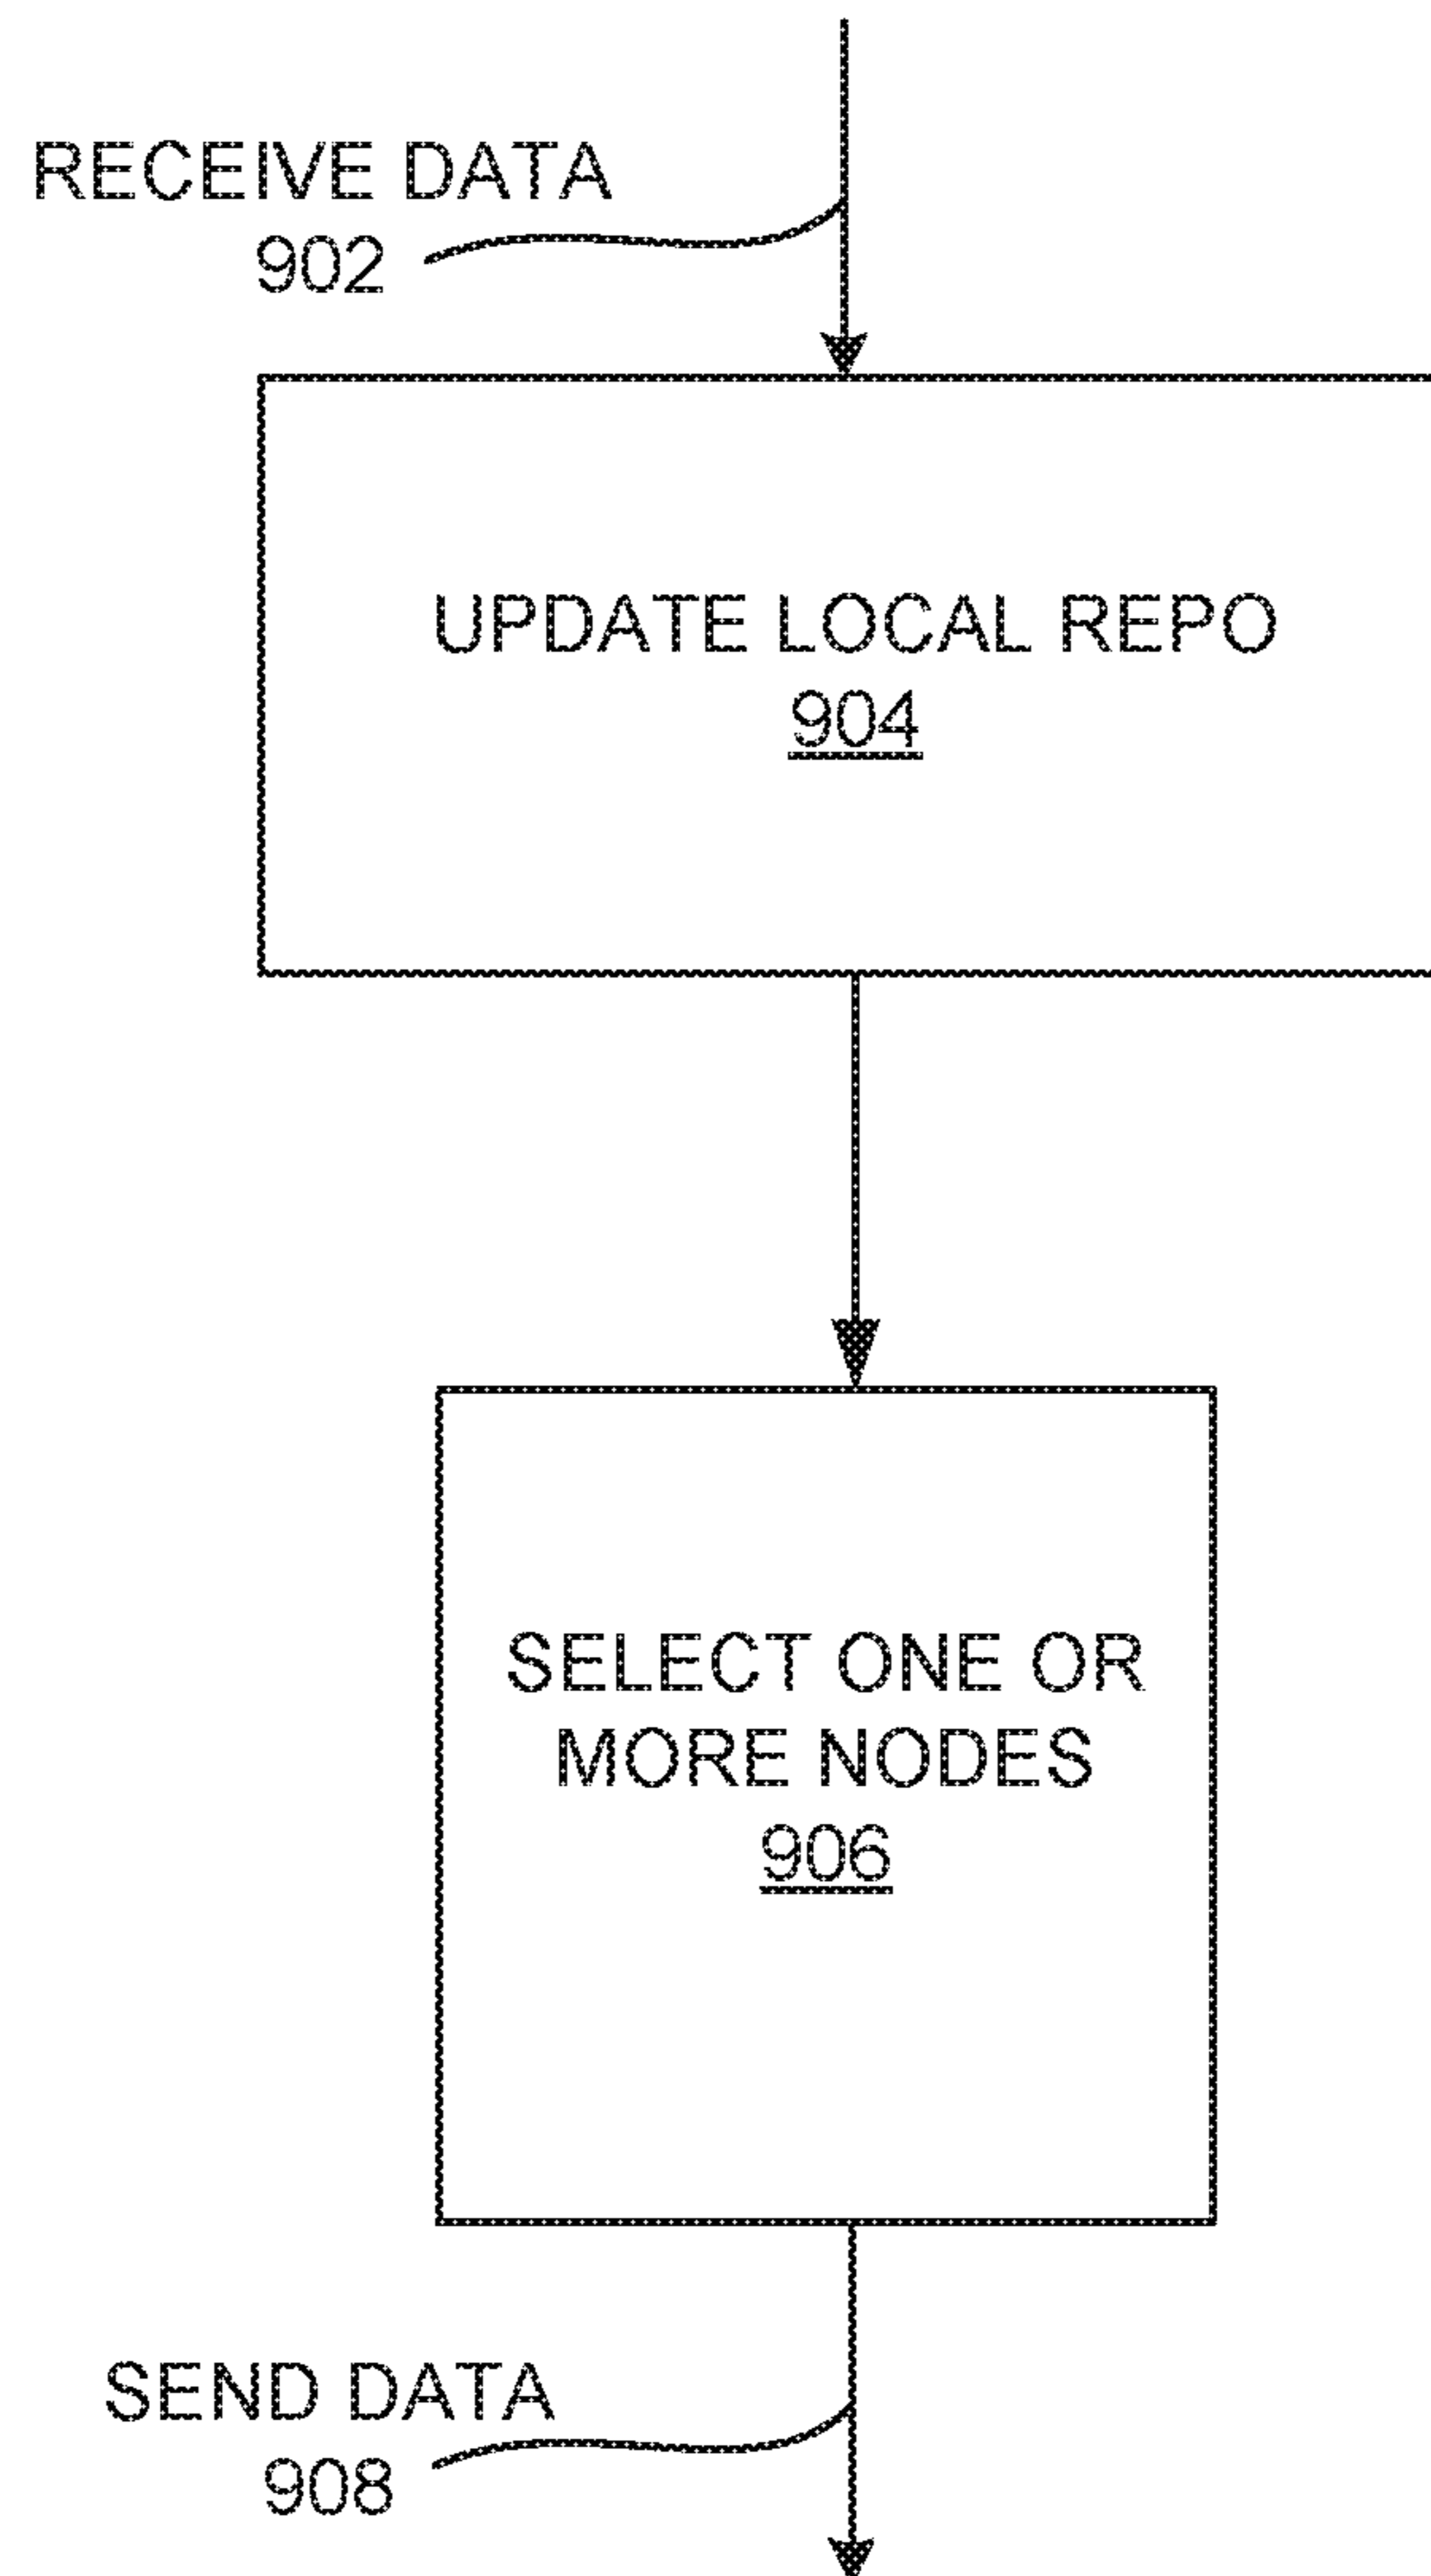 RECEIVE DATA
902
UPDATE LOCAL REPO
904
SELECT ONE OR
MORE NODES
906
SEND DATA
908